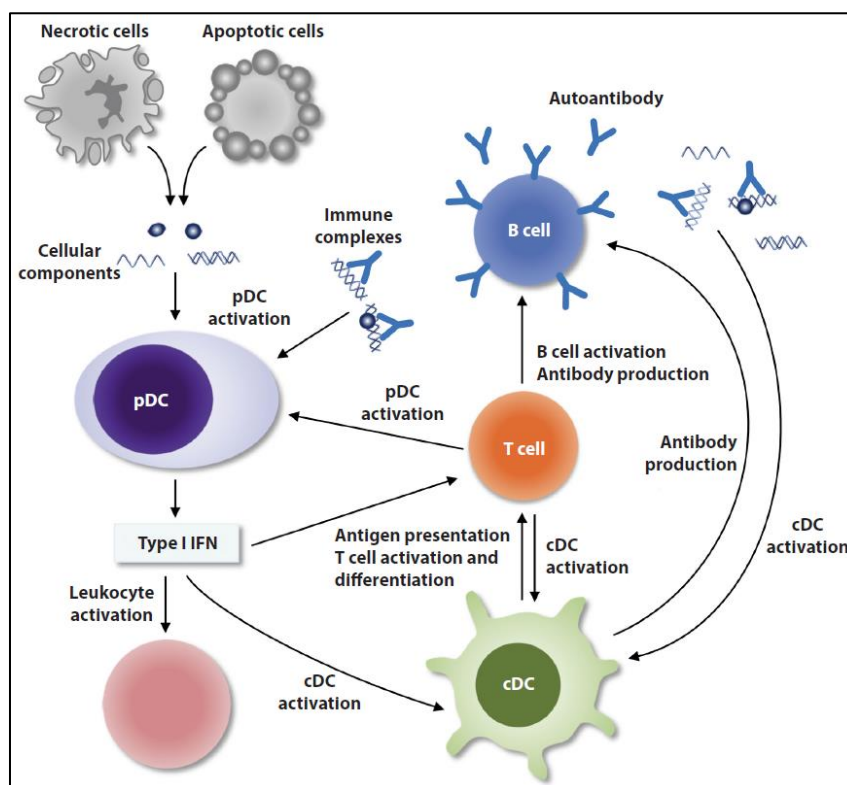 Necrotic cells
Apoptotic cells
Autoantibody
Immune
complexes
B cell
Cellular
components
pDC
activation
B cell activation
Antibody production
pDC
pDC
activation
T cell
Antibody
production
Type I IFN
Antigen presentation
T cell activation and
differentiation
cDC
activation
cDC
activation
Leukocyte
activation
cDC
cDC
activation